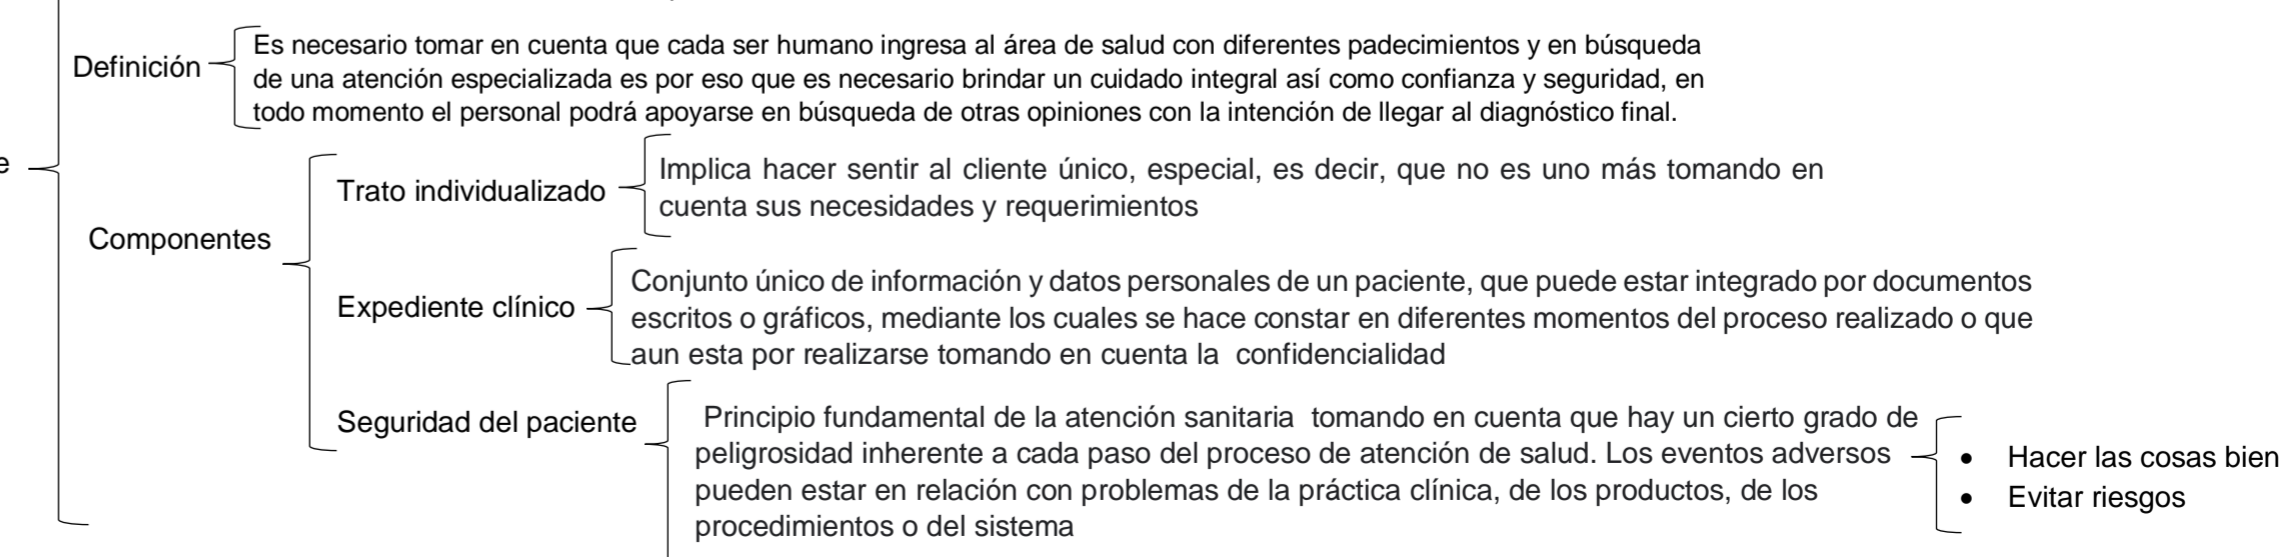 Definición
Es necesario tomar en cuenta que cada ser humano ingresa al área de salud con diferentes padecimientos y en búsqueda
de una atención especializada es por eso que es necesario brindar un cuidado integral así como confianza y seguridad, en
todo momento el personal podrá apoyarse en búsqueda de otras opiniones con la intención de llegar al diagnóstico final.
e
Componentes
Trato individualizado
Implica hacer sentir al cliente único, especial, es decir, que no es uno más tomando en
cuenta sus necesidades y requerimientos
Expediente clínico
Conjunto único de información y datos personales de un paciente, que puede estar integrado por documentos
escritos o gráficos, mediante los cuales se hace constar en diferentes momentos del proceso realizado o que
aun esta por realizarse tomando en cuenta la confidencialidad
Seguridad del paciente
Principio fundamental de la atención sanitaria tomando en cuenta que hay un cierto grado de
peligrosidad inherente a cada paso del proceso de atención de salud. Los eventos adversos
pueden estar en relación con problemas de la práctica clínica, de los productos, de los
procedimientos o del sistema
• Hacer las cosas bien
• Evitar riesgos